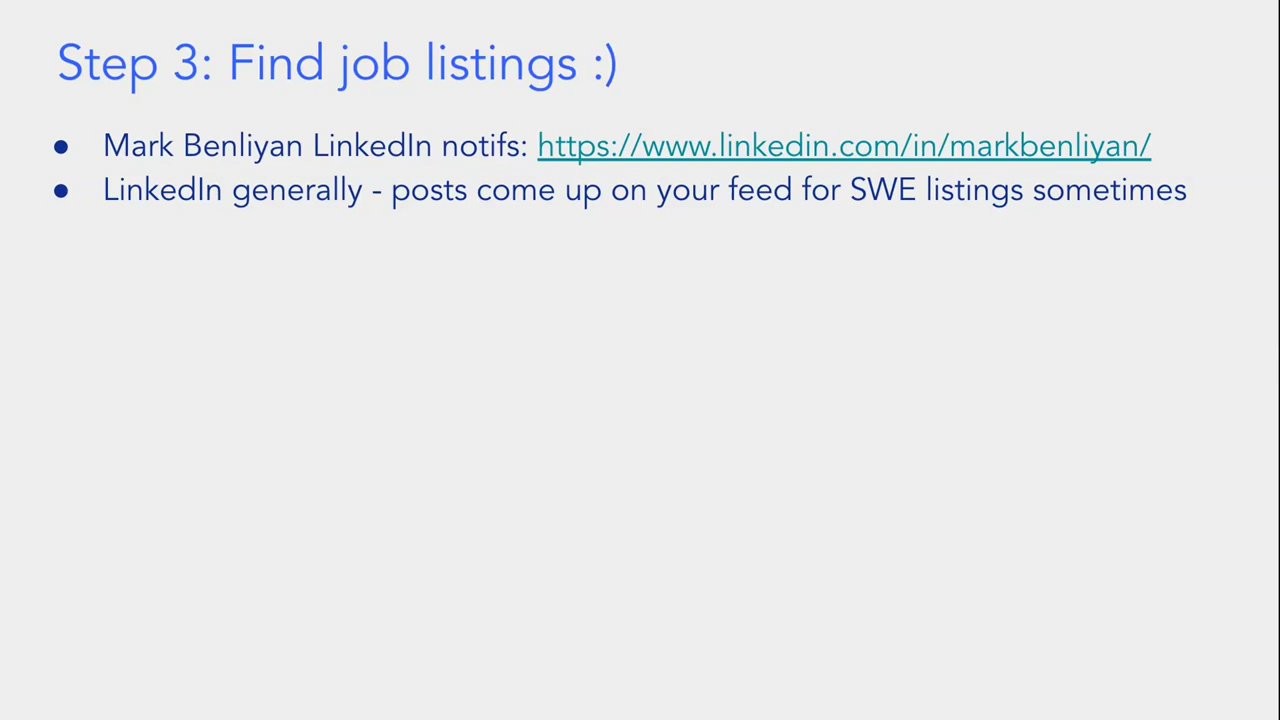 Step 3: Find job listings :)
● Mark Benliyan LinkedIn notifs: https://www.linkedin.com/in/markbenliyan/
● LinkedIn generally - posts come up on your feed for SWE listings sometimes